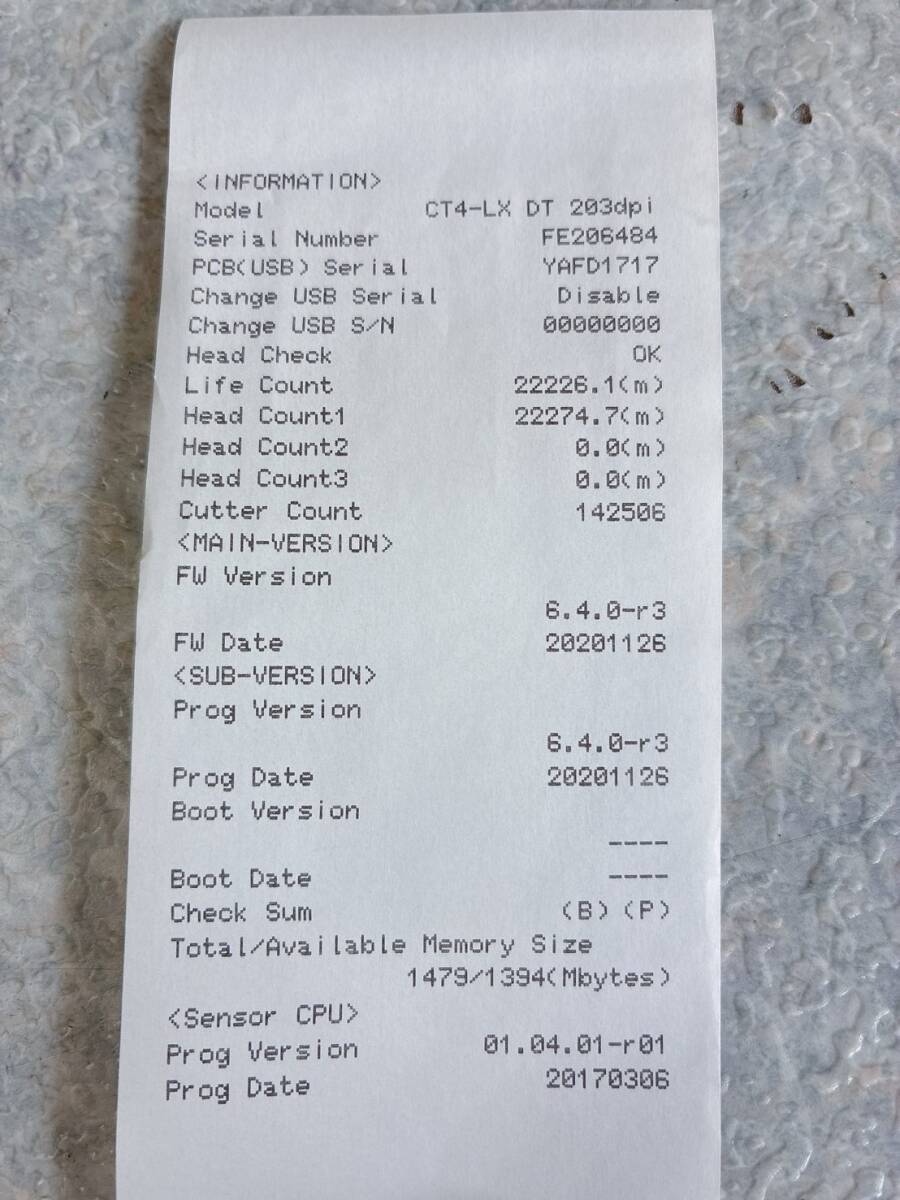 <INFORMATION>
Model CT4-LX DT 203dpi
Serial Number FE206484
PCB(USB) Serial YAFD1717
Change USB Serial Disable
Change USB S/N 00000000
Head Check OK
Life Count 22226.1(m)
Head Count1 22274.7(m)
Head Count2 0.0(m)
Head Count3 0.0(m)
Cutter Count 142506
<MAIN-VERSION>
FW Version
6.4.0-r3
FW Date 20201126
<SUB-VERSION>
Prog Version
6.4.0-r3
Prog Date 20201126
Boot Version
----
Boot Date ----
Check Sum (B) (P)
Total/Available Memory Size
1479/1394(Mbytes)
<Sensor CPU>
Prog Version 01.04.01-r01
Prog Date 20170306